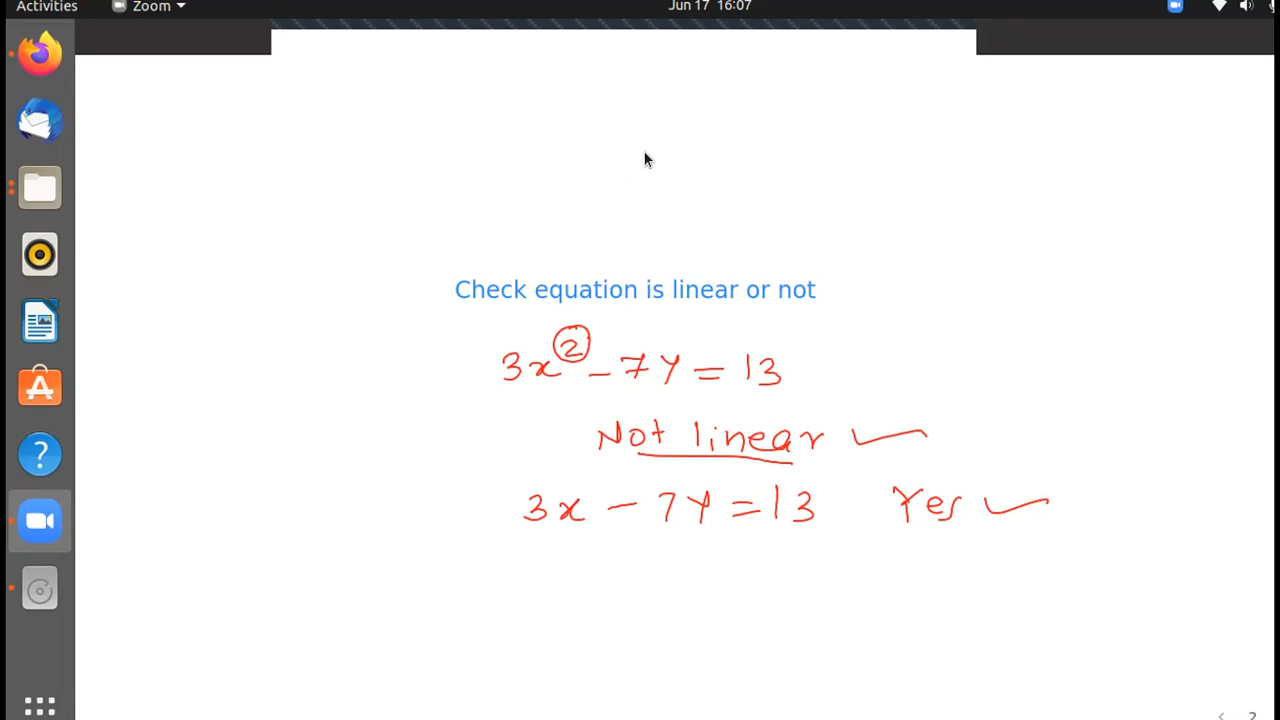 Activities Zoom Jun 17 16:07
Check equation is linear or not
3x² - 7y = 13
Not linear
3x - 7y = 13 Yes
2